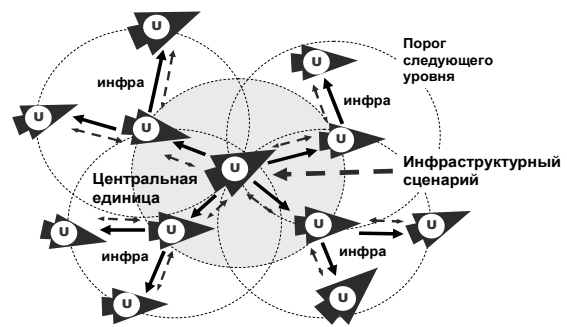 U
инфра
U
U
Центральная
единица
U
U
инфра
U
U
U
U
инфра
Порог
следующего
уровня
Инфраструктурный
сценарий
U
инфра
U
U
U